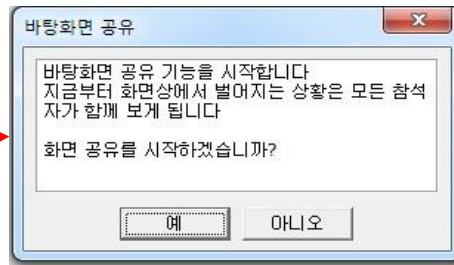 바탕화면 공유
바탕화면 공유 기능을 시작합니다
지금부터 화면상에서 벌어지는 상황은 모든 참석
자가 함께 보게 됩니다
화면 공유를 시작하겠습니까?
예
아니오